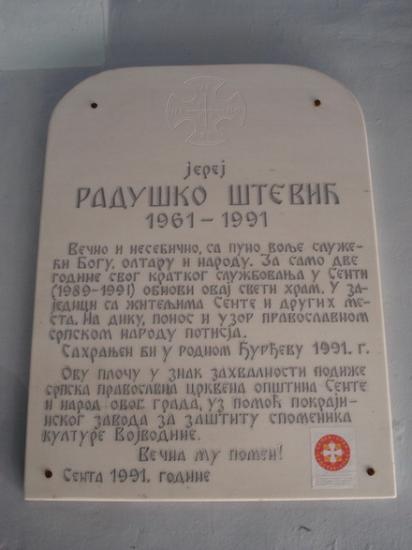 јереј
РАДУШКО ШТЕВИЋ
1961 – 1991
Вечно и несебично, са пуно воље служе-
ћи Богу, олтару и народу. За само две
године свог кратког службовања у Сенти
(1989-1991) обнови овај свети храм. У за-
једици са житељима Сенте и других ме-
ста. На дику, понос и узор православном
српском народу потисја.
Сахрањен би у родном Ђурђеву 1991. г.
Ову плочу у знак захвалности подиже
српска православна црквена општина Сенте
и народ овог града, уз помоћ покрајин-
ског завода за заштиту споменика
културе Војводине.
Вечна му помен!
Сента 1991. године